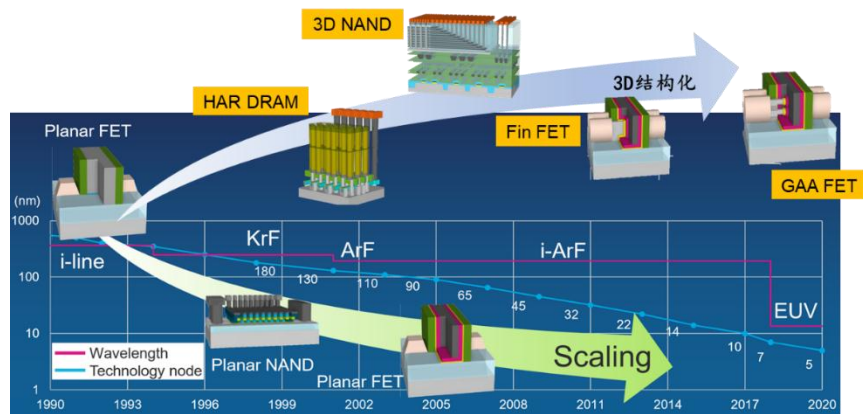 3D NAND
HAR DRAM
3D结构化
Planar FET
Fin FET
GAA FET
(nm)
1000
100
10
1
i-line
KrF
ArF
i-ArF
EUV
180
130
110
90
65
45
32
22
14
10
7
5
Planar NAND
Planar FET
Scaling
Wavelength
Technology node
1990
1993
1996
1999
2002
2005
2009
2012
2014
2017
2020